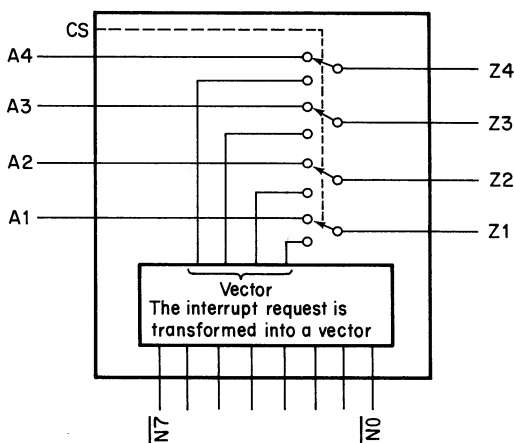 CS
A4
Z4
A3
Z3
A2
Z2
A1
Z1
Vector
The interrupt request is
transformed into a vector
N7
N0